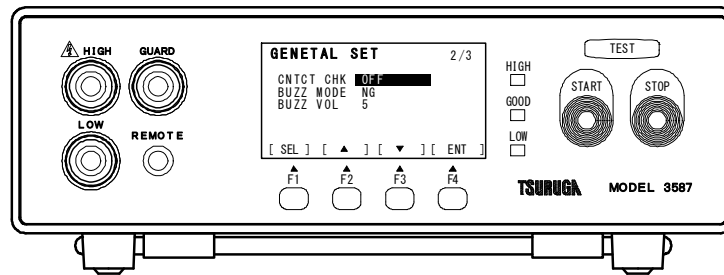 HIGH GUARD
LOW
REMOTE
GENETAL SET 2/3
CNTCT CHK OFF
BUZZ MODE NG
BUZZ VOL 5
[ SEL ] [ ▲ ] [ ▼ ] [ ENT ]
F1 F2 F3 F4
HIGH
GOOD
LOW
TEST
START STOP
TSURUGA MODEL 3587